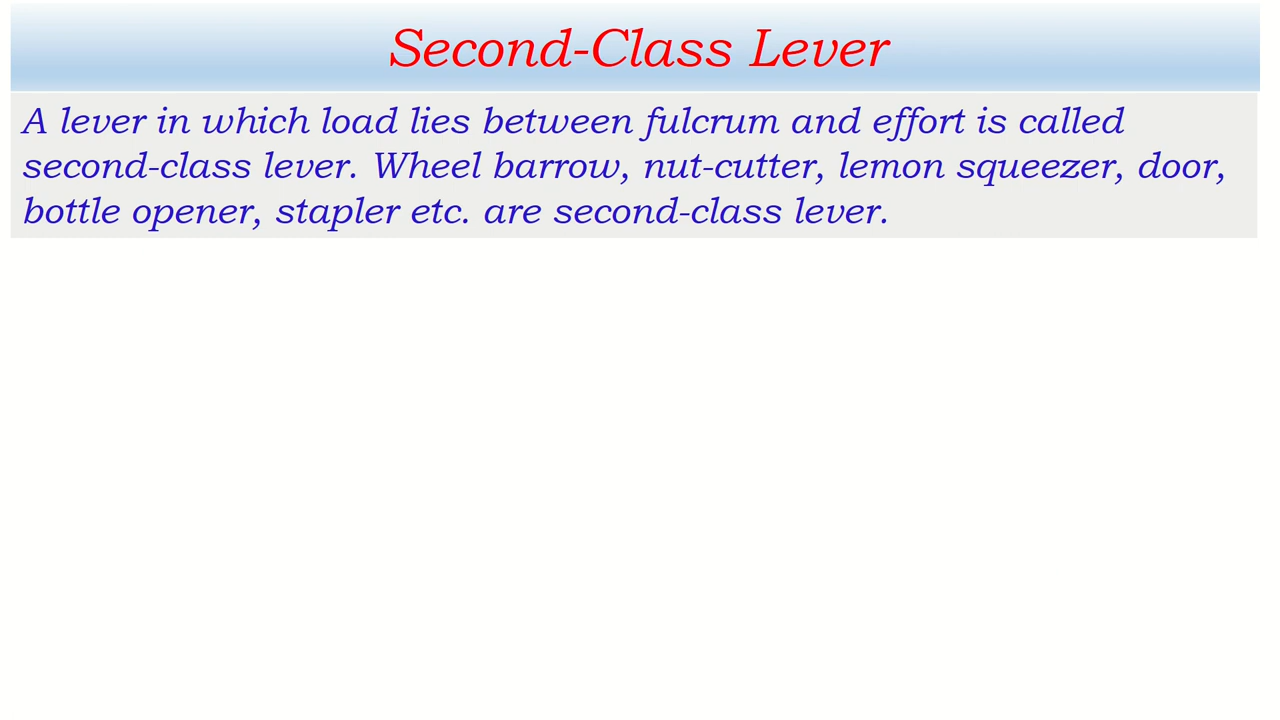 Second-Class Lever
A lever in which load lies between fulcrum and effort is called
second-class lever. Wheel barrow, nut-cutter, lemon squeezer, door,
bottle opener, stapler etc. are second-class lever.